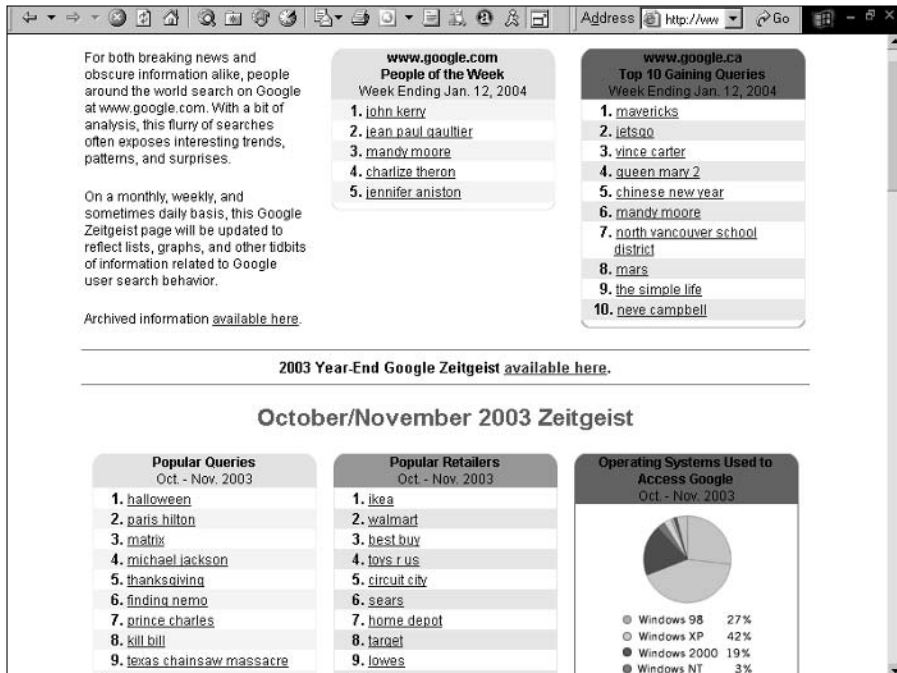 Address http://ww Go
For both breaking news and
obscure information alike, people
around the world search on Google
at www.google.com. With a bit of
analysis, this flurry of searches
often exposes interesting trends,
patterns, and surprises.
On a monthly, weekly, and
sometimes daily basis, this Google
Zeitgeist page will be updated to
reflect lists, graphs, and other tidbits
of information related to Google
user search behavior.
Archived information available here.
www.google.com
People of the Week
Week Ending Jan. 12, 2004
1. john kerry
2. jean paul gaultier
3. mandy moore
4. charlize theron
5. jennifer aniston
www.google.ca
Top 10 Gaining Queries
Week Ending Jan. 12, 2004
1. mavericks
2. jetsgo
3. vince carter
4. queen mary 2
5. chinese new year
6. mandy moore
7. north vancouver school
district
8. mars
9. the simple life
10. neve campbell
2003 Year-End Google Zeitgeist available here.
October/November 2003 Zeitgeist
Popular Queries
Oct. - Nov. 2003
1. halloween
2. paris hilton
3. matrix
4. michael jackson
5. thanksgiving
6. finding nemo
7. prince charles
8. kill bill
9. texas chainsaw massacre
Popular Retailers
Oct. - Nov. 2003
1. ikea
2. walmart
3. best buy
4. toys r us
5. circuit city
6. sears
7. home depot
8. target
9. lowes
Operating Systems Used to
Access Google
Oct. - Nov. 2003
Windows 98 27%
Windows XP 42%
Windows 2000 19%
Windows NT 3%